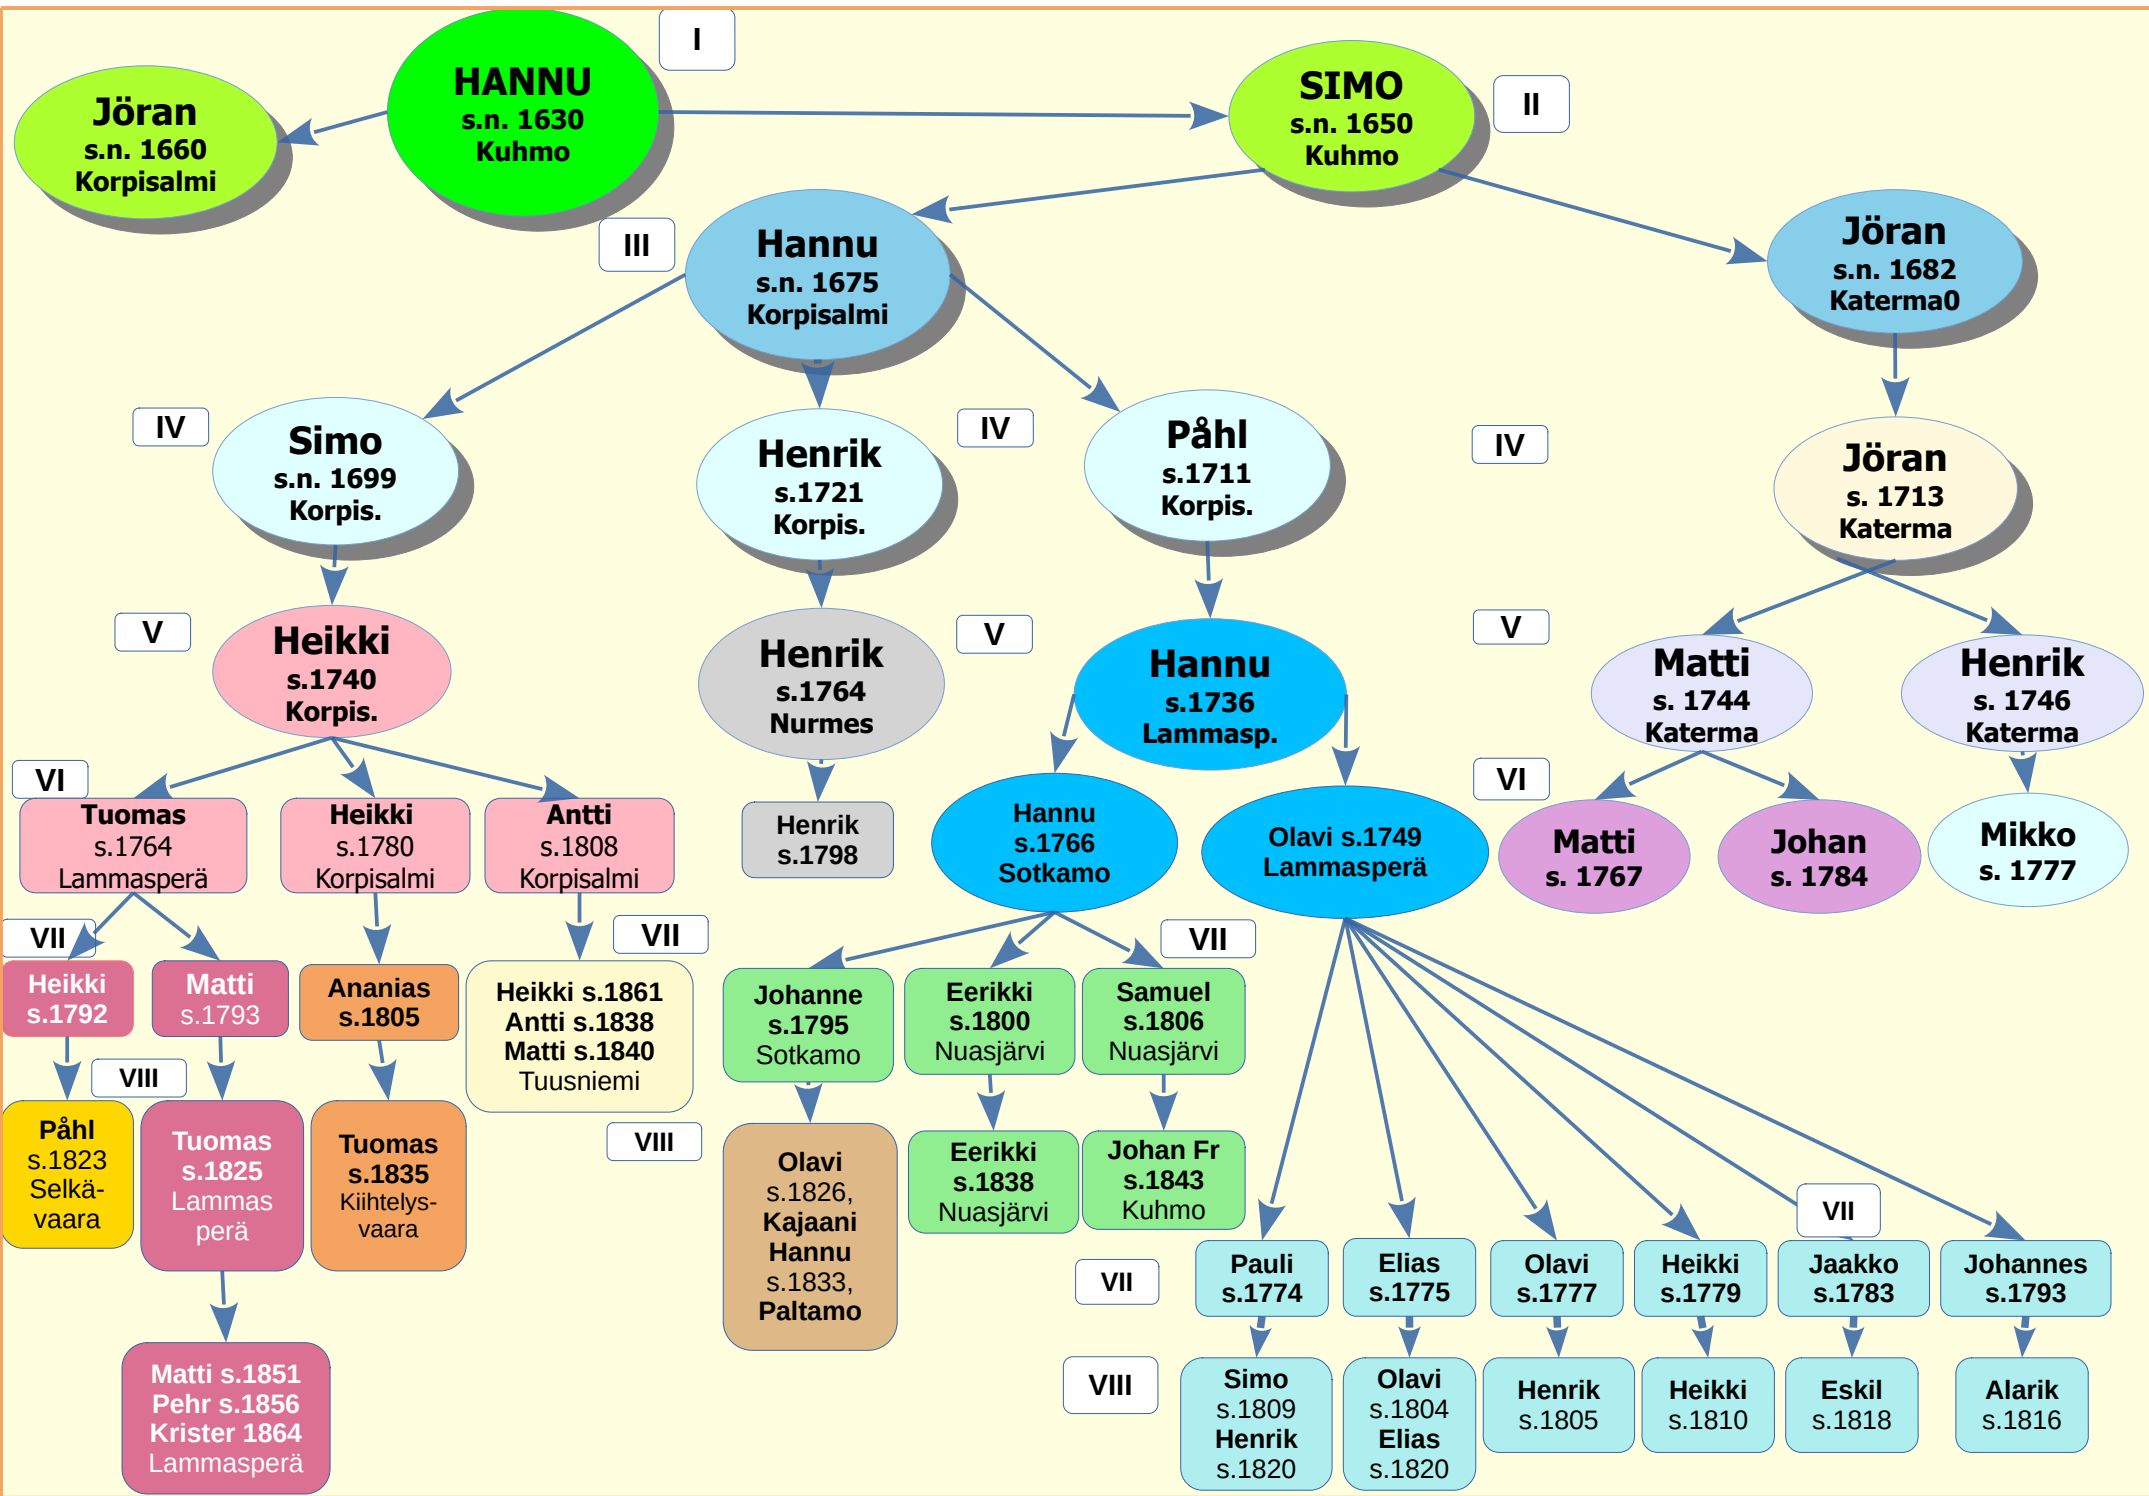 I
HANNU
s.n. 1630
Kuhmo
Jöran
s.n. 1660
Korpisalmi
SIMO
s.n. 1650
Kuhmo
II
III
Hannu
s.n. 1675
Korpisalmi
Jöran
s.n. 1682
Katerma0
IV
Simo
s.n. 1699
Korpis.
Henrik
s.1721
Korpis.
IV
Påhl
s.1711
Korpis.
IV
Jöran
s. 1713
Katerma
V
Heikki
s.1740
Korpis.
Henrik
s.1764
Nurmes
V
Hannu
s.1736
Lammasp.
V
Matti
s. 1744
Katerma
Henrik
s. 1746
Katerma
VI
Tuomas
s.1764
Lammasperä
Heikki
s.1780
Korpisalmi
Antti
s.1808
Korpisalmi
Henrik
s.1798
Hannu
s.1766
Sotkamo
Olavi s.1749
Lammasperä
VI
Matti
s. 1767
Johan
s. 1784
Mikko
s. 1777
VII
Heikki
s.1792
Matti
s.1793
Ananias
s.1805
VII
Heikki s.1861
Antti s.1838
Matti s.1840
Tuusniemi
Johanne
s.1795
Sotkamo
Eerikki
s.1800
Nuasjärvi
VII
Samuel
s.1806
Nuasjärvi
VIII
Påhl
s.1823
Selkä-
vaara
Tuomas
s.1825
Lammas
perä
Tuomas
s.1835
Kiihtelys-
vaara
VIII
Olavi
s.1826,
Kajaani
Hannu
s.1833,
Paltamo
Eerikki
s.1838
Nuasjärvi
Johan Fr
s.1843
Kuhmo
VII
VII
Pauli
s.1774
Elias
s.1775
Olavi
s.1777
Heikki
s.1779
Jaakko
s.1783
Johannes
s.1793
Matti s.1851
Pehr s.1856
Krister 1864
Lammasperä
VIII
Simo
s.1809
Henrik
s.1820
Olavi
s.1804
Elias
s.1820
Henrik
s.1805
Heikki
s.1810
Eskil
s.1818
Alarik
s.1816